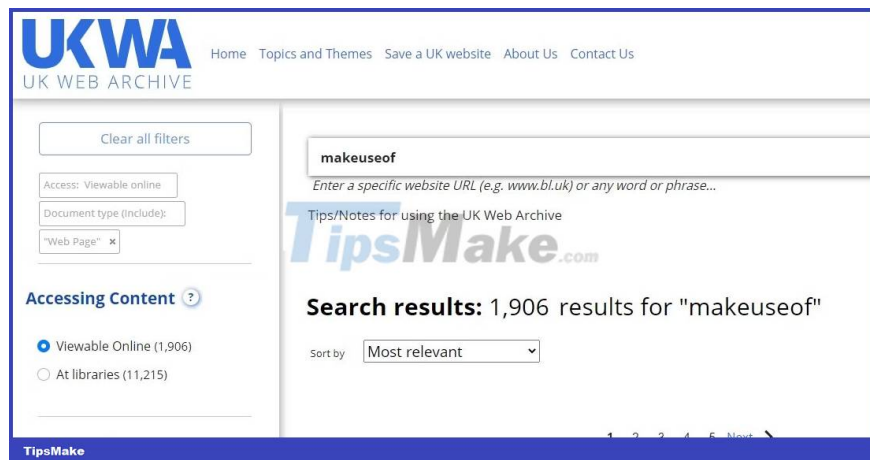 UKWA
UK WEB ARCHIVE
Home Topics and Themes Save a UK website About Us Contact Us
Clear all filters
Access: Viewable online
Document type (Include):
"Web Page" ×
Accessing Content ?
Viewable Online (1,906)
At libraries (11,215)
makeuseof
Enter a specific website URL (e.g. www.bl.uk) or any word or phrase...
Tips/Notes for using the UK Web Archive
TipsMake.com
Search results: 1,906 results for "makeuseof"
Sort by Most relevant
1 2 3 4 5 Next
TipsMake